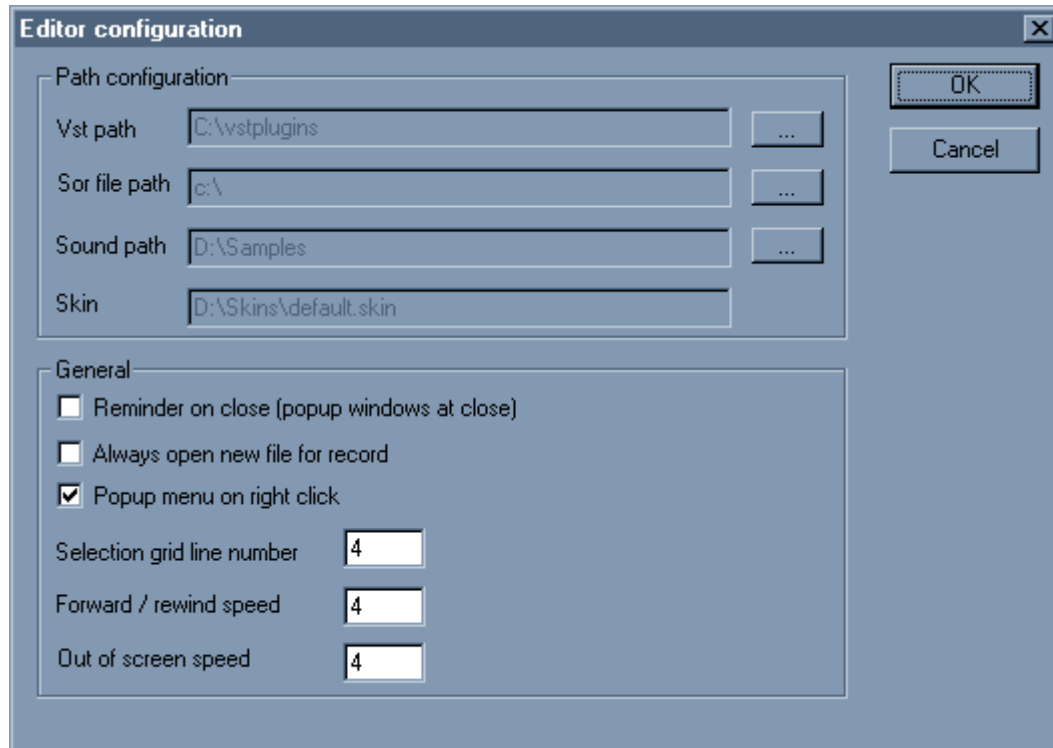 Editor configuration
Path configuration
OK
Vst path C:\vstplugins ...
Cancel
Sor file path c:\ ...
Sound path D:\Samples ...
Skin D:\Skins\default.skin
General
Reminder on close (popup windows at close)
Always open new file for record
Popup menu on right click
Selection grid line number 4
Forward / rewind speed 4
Out of screen speed 4